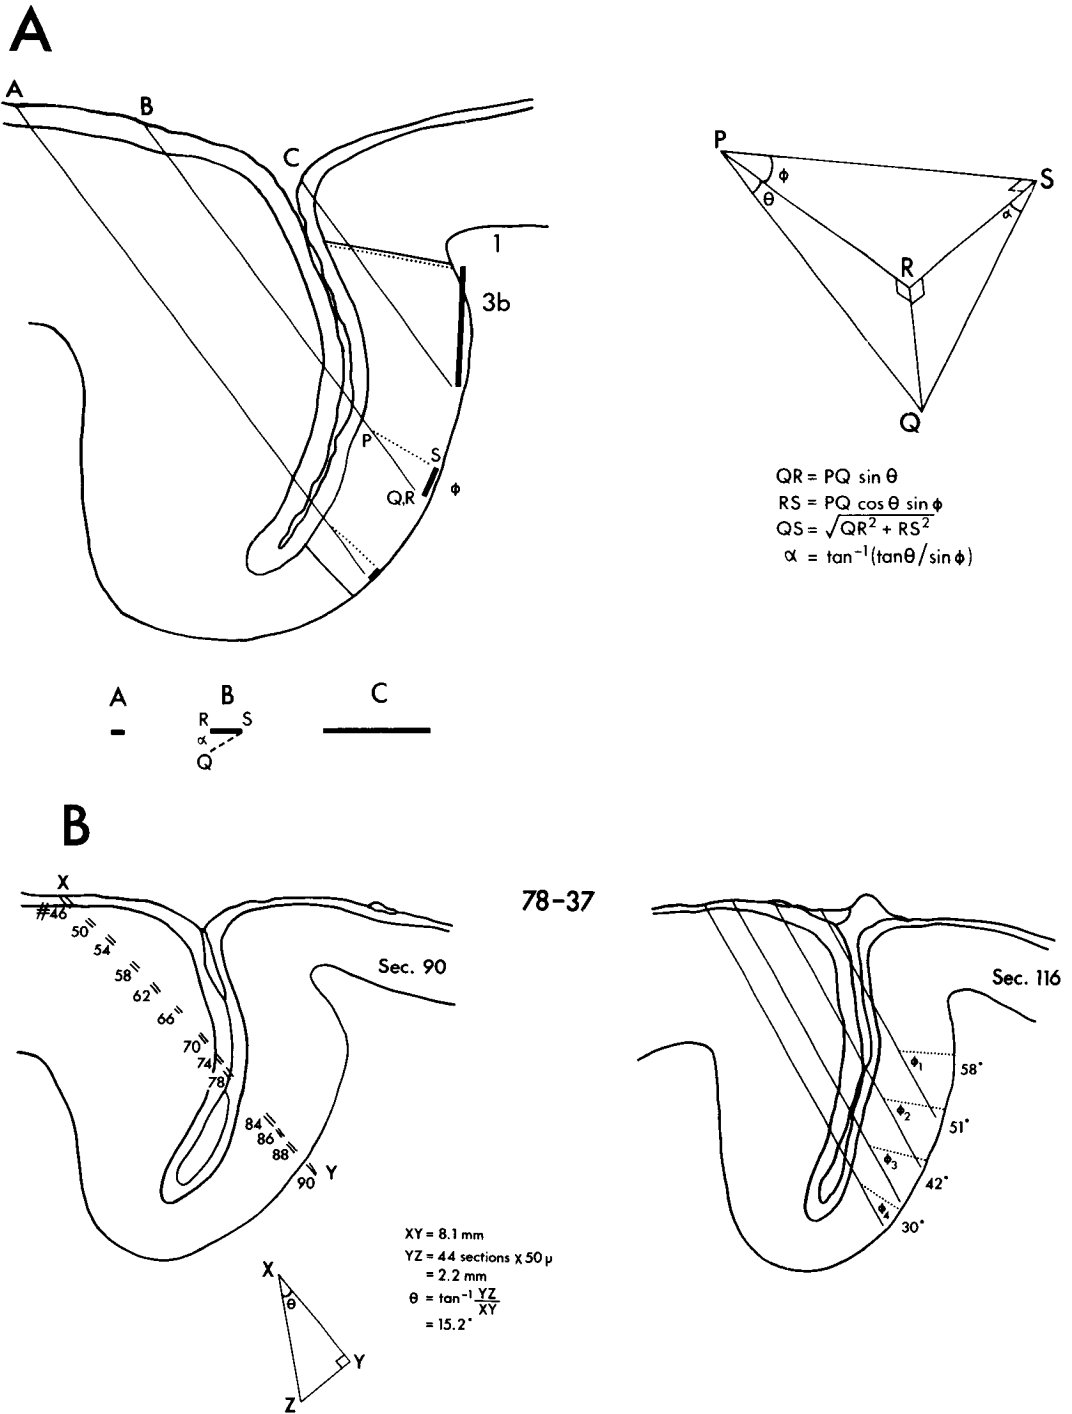 A
A
B
C
1
3b
P
S
Q,R
ϕ
P
ϕ
θ
S
α
R
Q
QR = PQ sin θ
RS = PQ cos θ sin ϕ
QS = √QR² + RS²
α = tan⁻¹(tanθ/sin ϕ)
A
B
C
R
S
α
Q
B
78-37
X
#46
50
54
58
62
66
70
74
78
84
86
88
90
Y
Sec. 90
Sec. 116
ϕ₁
58°
ϕ₂
51°
ϕ₃
42°
ϕ₄
30°
XY = 8.1 mm
YZ = 44 sections x 50 μ
= 2.2 mm
θ = tan⁻¹ YZ
XY
= 15.2°
X
θ
Y
Z